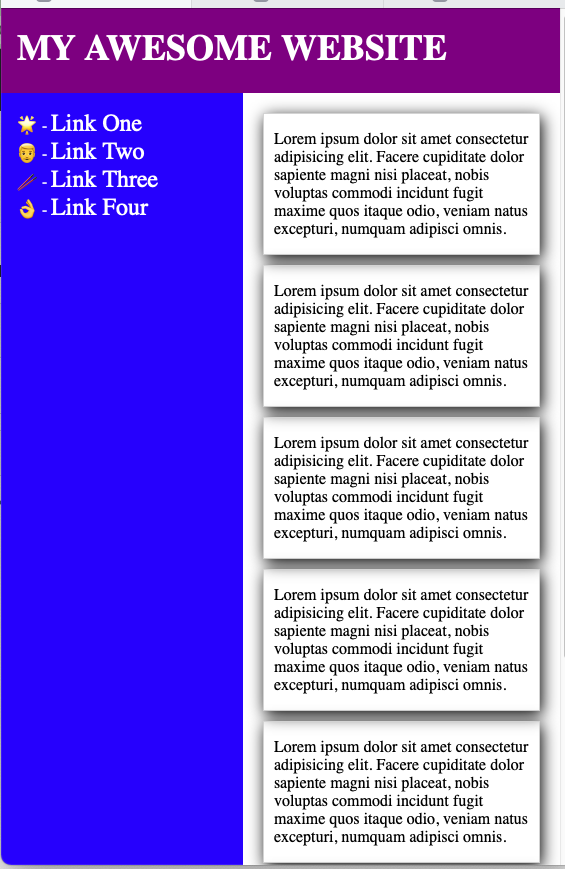 MY AWESOME WEBSITE
🌟 - Link One
👨 - Link Two
🥢 - Link Three
👌 - Link Four
Lorem ipsum dolor sit amet consectetur
adipisicing elit. Facere cupiditate dolor
sapiente magni nisi placeat, nobis
voluptas commodi incidunt fugit
maxime quos itaque odio, veniam natus
excepturi, numquam adipisci omnis.
Lorem ipsum dolor sit amet consectetur
adipisicing elit. Facere cupiditate dolor
sapiente magni nisi placeat, nobis
voluptas commodi incidunt fugit
maxime quos itaque odio, veniam natus
excepturi, numquam adipisci omnis.
Lorem ipsum dolor sit amet consectetur
adipisicing elit. Facere cupiditate dolor
sapiente magni nisi placeat, nobis
voluptas commodi incidunt fugit
maxime quos itaque odio, veniam natus
excepturi, numquam adipisci omnis.
Lorem ipsum dolor sit amet consectetur
adipisicing elit. Facere cupiditate dolor
sapiente magni nisi placeat, nobis
voluptas commodi incidunt fugit
maxime quos itaque odio, veniam natus
excepturi, numquam adipisci omnis.
Lorem ipsum dolor sit amet consectetur
adipisicing elit. Facere cupiditate dolor
sapiente magni nisi placeat, nobis
voluptas commodi incidunt fugit
maxime quos itaque odio, veniam natus
excepturi, numquam adipisci omnis.